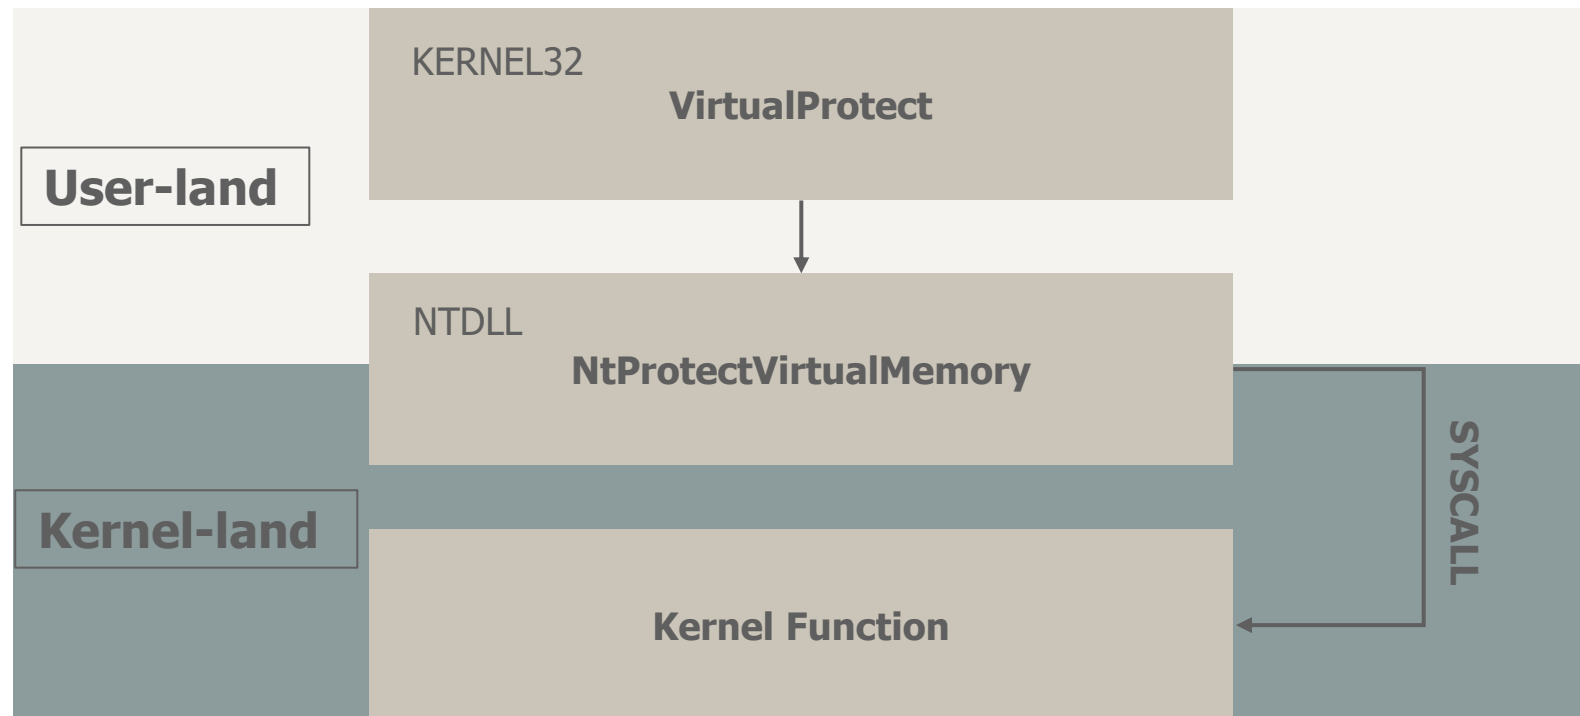 KERNEL32
VirtualProtect
User-land
NTDLL
NtProtectVirtualMemory
SYSCALL
Kernel-land
Kernel Function